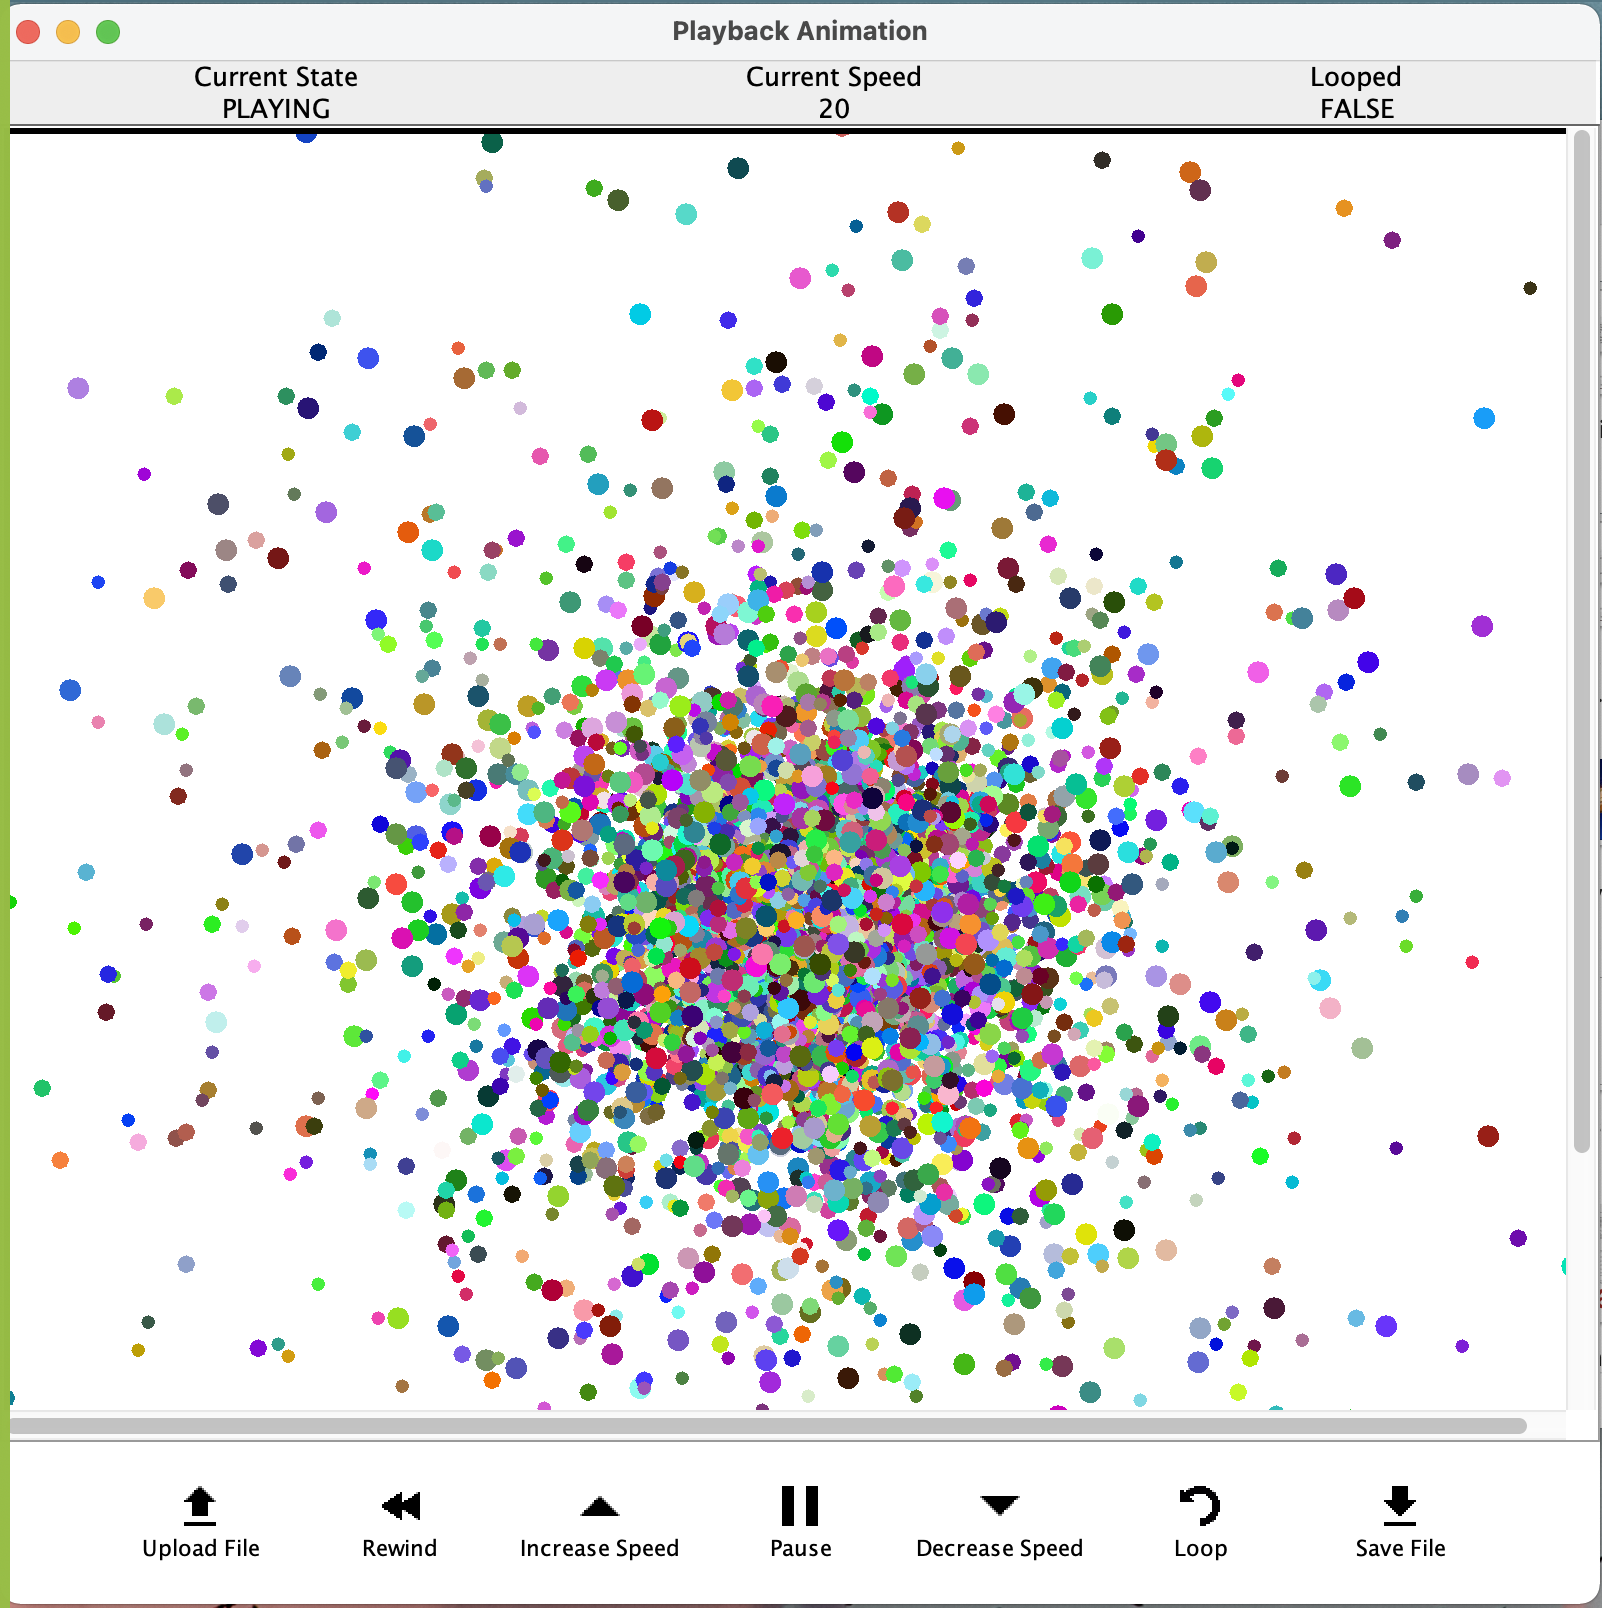 Playback Animation
Current State
PLAYING
Current Speed
20
Looped
FALSE
Upload File
Rewind
Increase Speed
Pause
Decrease Speed
Loop
Save File